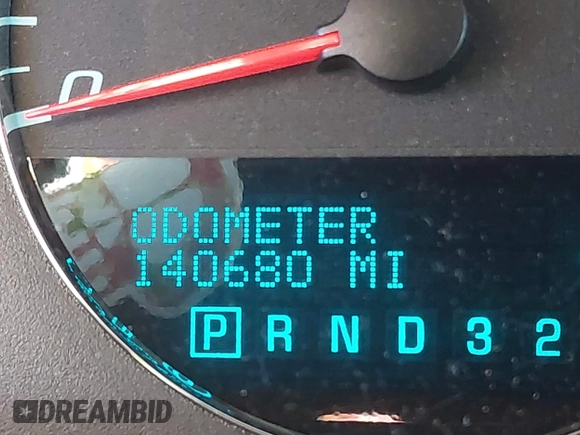 0
ODOMETER
140680 MI
P R N D 3 2
DREAMBID